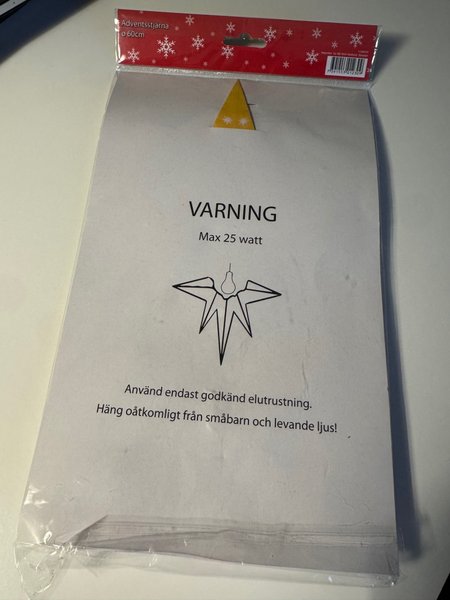 Adventsstjärna
o 60cm
VARNING
Max 25 watt
Använd endast godkänd elutrustning.
Häng oåtkomligt från småbarn och levande ljus!